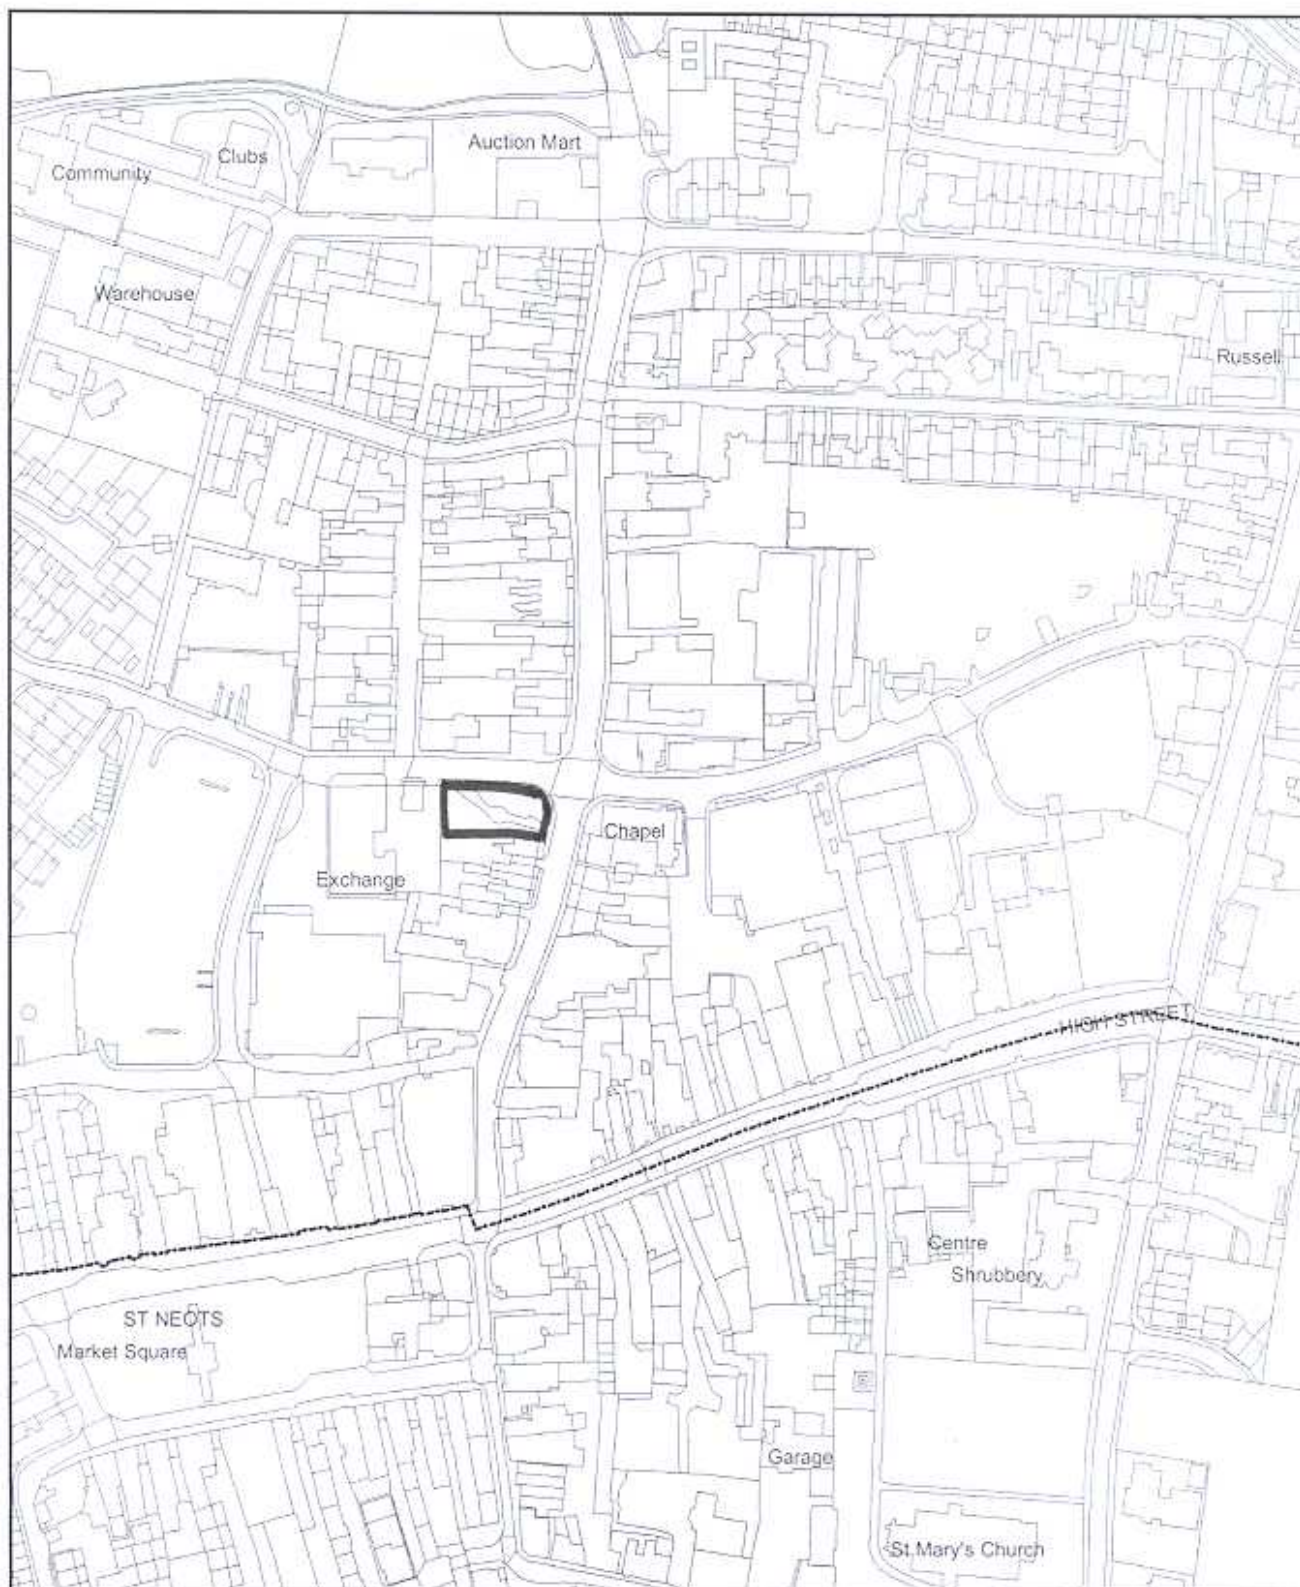 Auction Mart
Clubs
Community
Warehouse
Russell
Chapel
Exchange
HIGH STREET
Centre
Shrubbery
ST NEOTS
Market Square
Garage
St Mary's Church